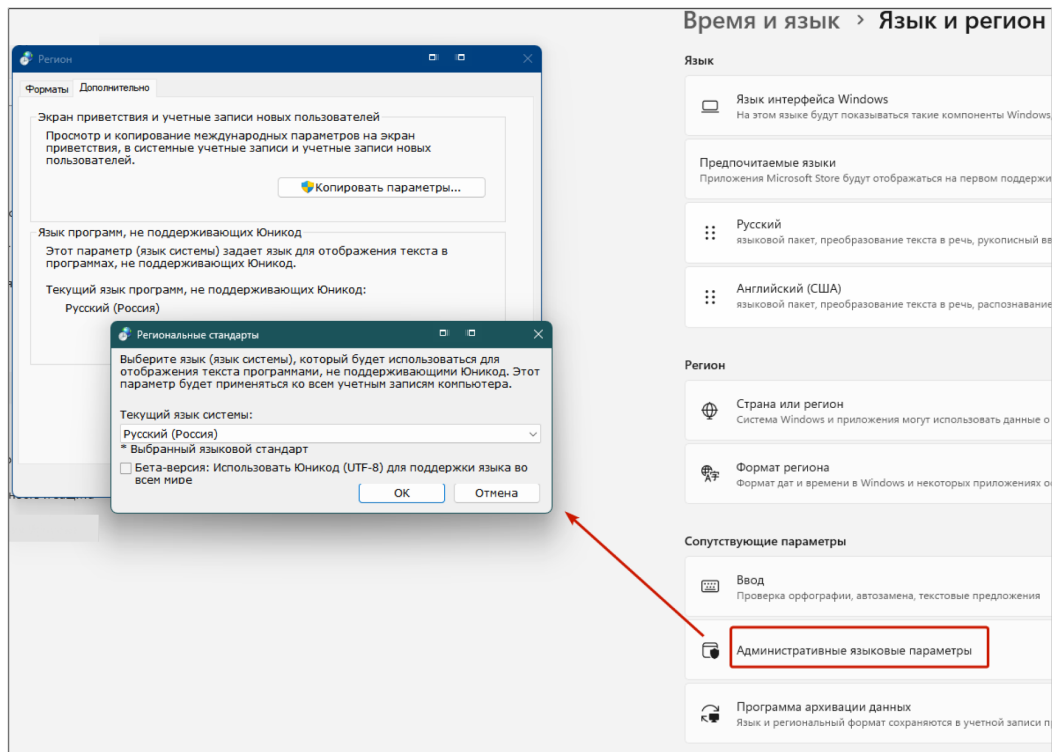 Время и язык › Язык и регион
Регион
Форматы
Дополнительно
Экран приветствия и учетные записи новых пользователей
Просмотр и копирование международных параметров на экран
приветствия, в системные учетные записи и учетные записи новых
пользователей.
Копировать параметры...
Язык программ, не поддерживающих Юникод
Этот параметр (язык системы) задает язык для отображения текста в
программах, не поддерживающих Юникод.
Текущий язык программ, не поддерживающих Юникод:
Русский (Россия)
Региональные стандарты
Выберите язык (язык системы), который будет использоваться для
отображения текста программами, не поддерживающими Юникод. Этот
параметр будет применяться ко всем учетным записям компьютера.
Текущий язык системы:
Русский (Россия)
* Выбранный языковой стандарт
Бета-версия: Использовать Юникод (UTF-8) для поддержки языка во
всем мире
ОК
Отмена
Язык
Язык интерфейса Windows
На этом языке будут показываться такие компоненты Windows,
Предпочитаемые языки
Приложения Microsoft Store будут отображаться на первом
Русский
языковой пакет, преобразование текста в речь, рукописный
Английский (США)
языковой пакет, преобразование текста в речь, распознавание
Регион
Страна или регион
Система Windows и приложения могут использовать данные о
Формат региона
Формат дат и времени в Windows и некоторых приложениях
Сопутствующие параметры
Ввод
Проверка орфографии, автозамена, текстовые предложения
Административные языковые параметры
Программа архивации данных
Язык и региональный формат сохраняются в учетной записи